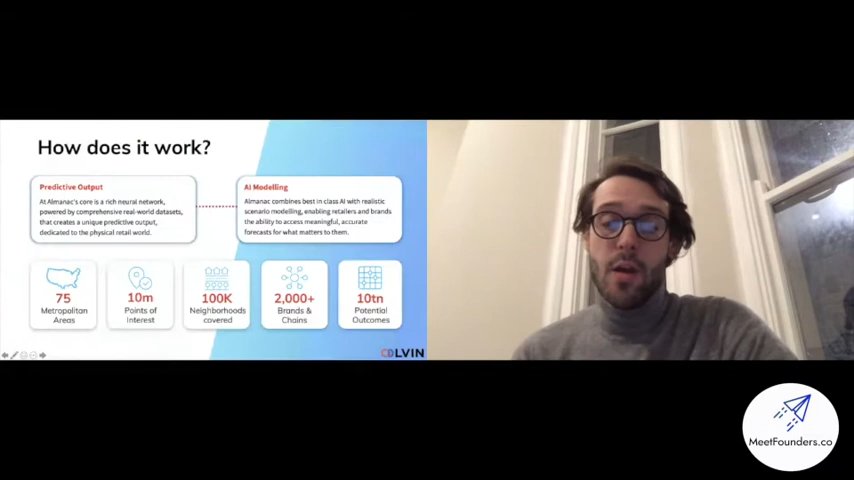 How does it work?
Predictive Output
At Almanac's core is a rich neural network,
powered by comprehensive real-world datasets,
that creates a unique predictive output,
dedicated to the physical retail world.
AI Modelling
Almanac combines best in class AI with realistic
scenario modelling, enabling retailers and brands
the ability to access meaningful, accurate
forecasts for what matters to them.
75
Metropolitan
Areas
10m
Points of
Interest
100K
Neighborhoods
covered
2,000+
Brands &
Chains
10tn
Potential
Outcomes
COLVIN
MeetFounders.co